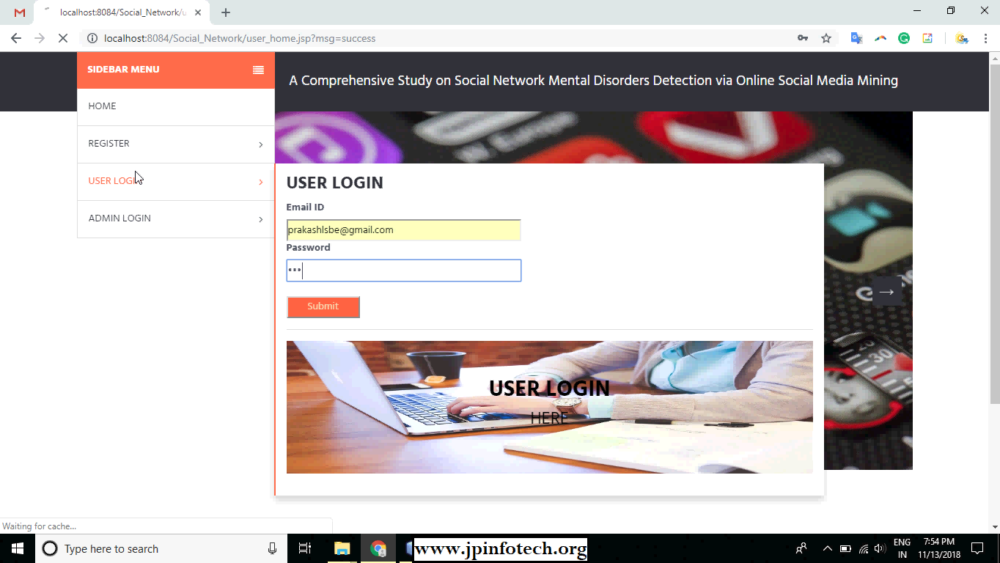 localhost:8084/Social_Network/u
localhost:8084/Social_Network/user_home.jsp?msg=success
SIDEBAR MENU
A Comprehensive Study on Social Network Mental Disorders Detection via Online Social Media Mining
HOME
REGISTER
USER LOGIN
ADMIN LOGIN
W. Europe
USER LOGIN
Email ID
prakashlsbe@gmail.com
Password
Submit
USER LOGIN
HERE
Waiting for cache...
Type here to search
www.jpinfotech.org
ENG
IN
7:54 PM
11/13/2018